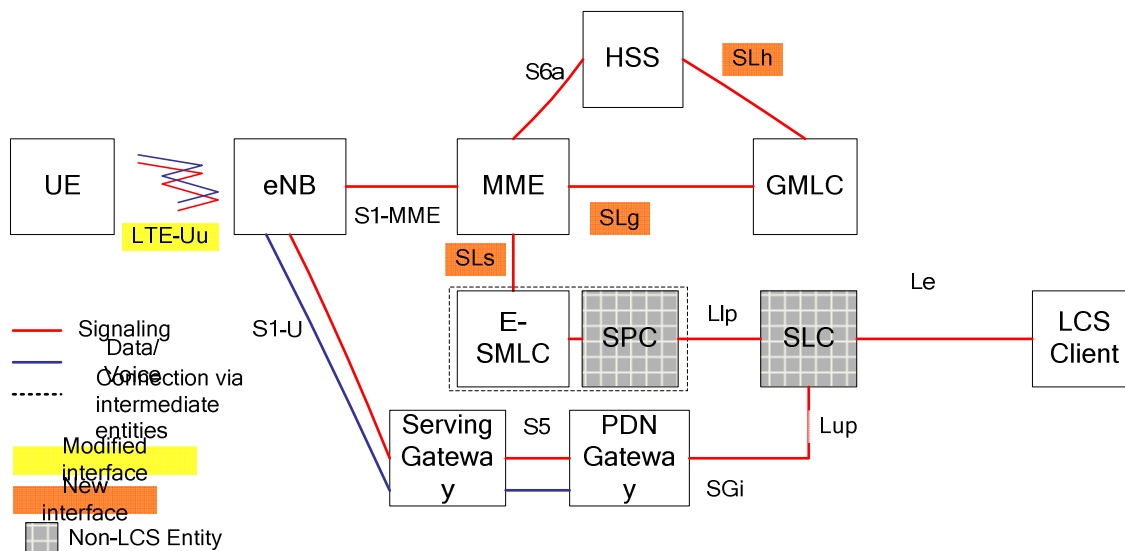 HSS
S6a
SLh
UE
eNB
MME
GMLC
S1-MME
SLg
LTE-Uu
SLs
Le
S1-U
E-
SMLC
SPC
Llp
SLC
LCS
Client
Signaling
Data/
Voice
Connection via
intermediate
entities
Serving
Gatewa
y
S5
PDN
Gatewa
y
Lup
SGi
Modified
interface
New
interface
Non-LCS Entity